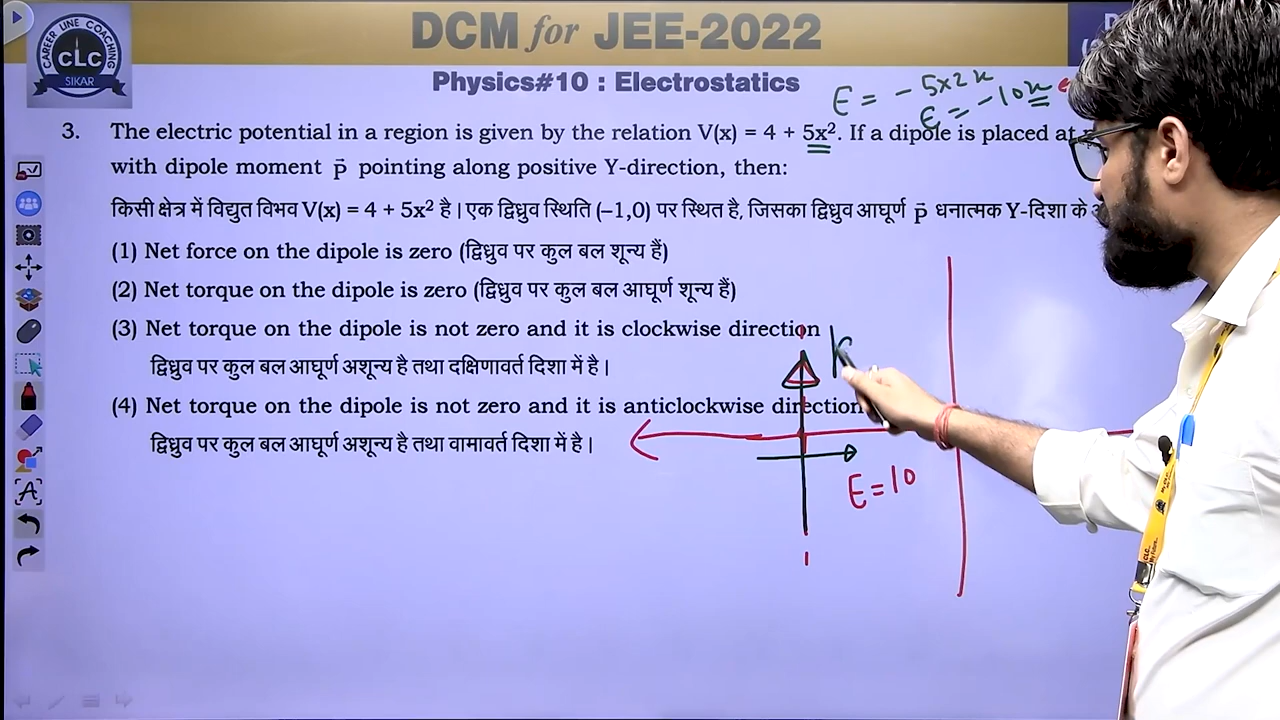 CAREER LINE COACHING
CLC
SIKAR
DCM for JEE-2022
Physics#10 : Electrostatics
E = - 5x2x
E = -10x
3. The electric potential in a region is given by the relation V(x) = 4 + 5x². If a dipole is placed at
with dipole moment p⃗ pointing along positive Y-direction, then:
किसी क्षेत्र में विद्युत विभव V(x) = 4 + 5x² है। एक द्विध्रुव स्थिति (–1,0) पर स्थित है, जिसका द्विध्रुव आघूर्ण p⃗ धनात्मक Y-दिशा के
(1) Net force on the dipole is zero (द्विध्रुव पर कुल बल शून्य हैं)
(2) Net torque on the dipole is zero (द्विध्रुव पर कुल बल आघूर्ण शून्य हैं)
(3) Net torque on the dipole is not zero and it is clockwise direction
द्विध्रुव पर कुल बल आघूर्ण अशून्य है तथा दक्षिणावर्त दिशा में है।
(4) Net torque on the dipole is not zero and it is anticlockwise direction
द्विध्रुव पर कुल बल आघूर्ण अशून्य है तथा वामावर्त दिशा में है।
E = 10